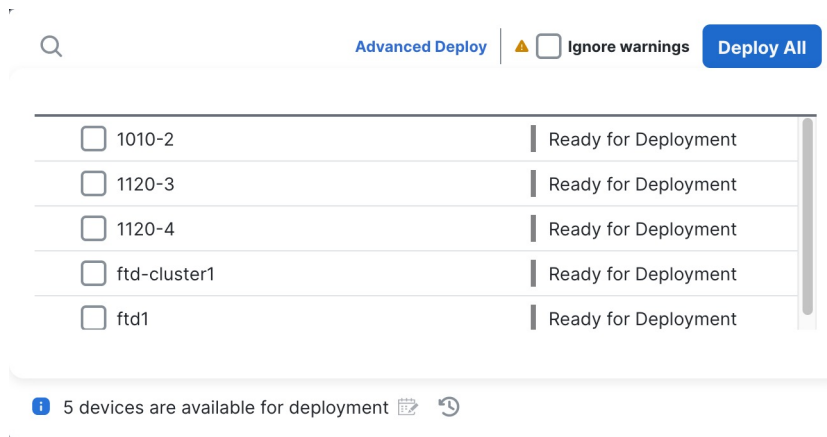 Advanced Deploy Ignore warnings Deploy All
1010-2 Ready for Deployment
1120-3 Ready for Deployment
1120-4 Ready for Deployment
ftd-cluster1 Ready for Deployment
ftd1 Ready for Deployment
5 devices are available for deployment